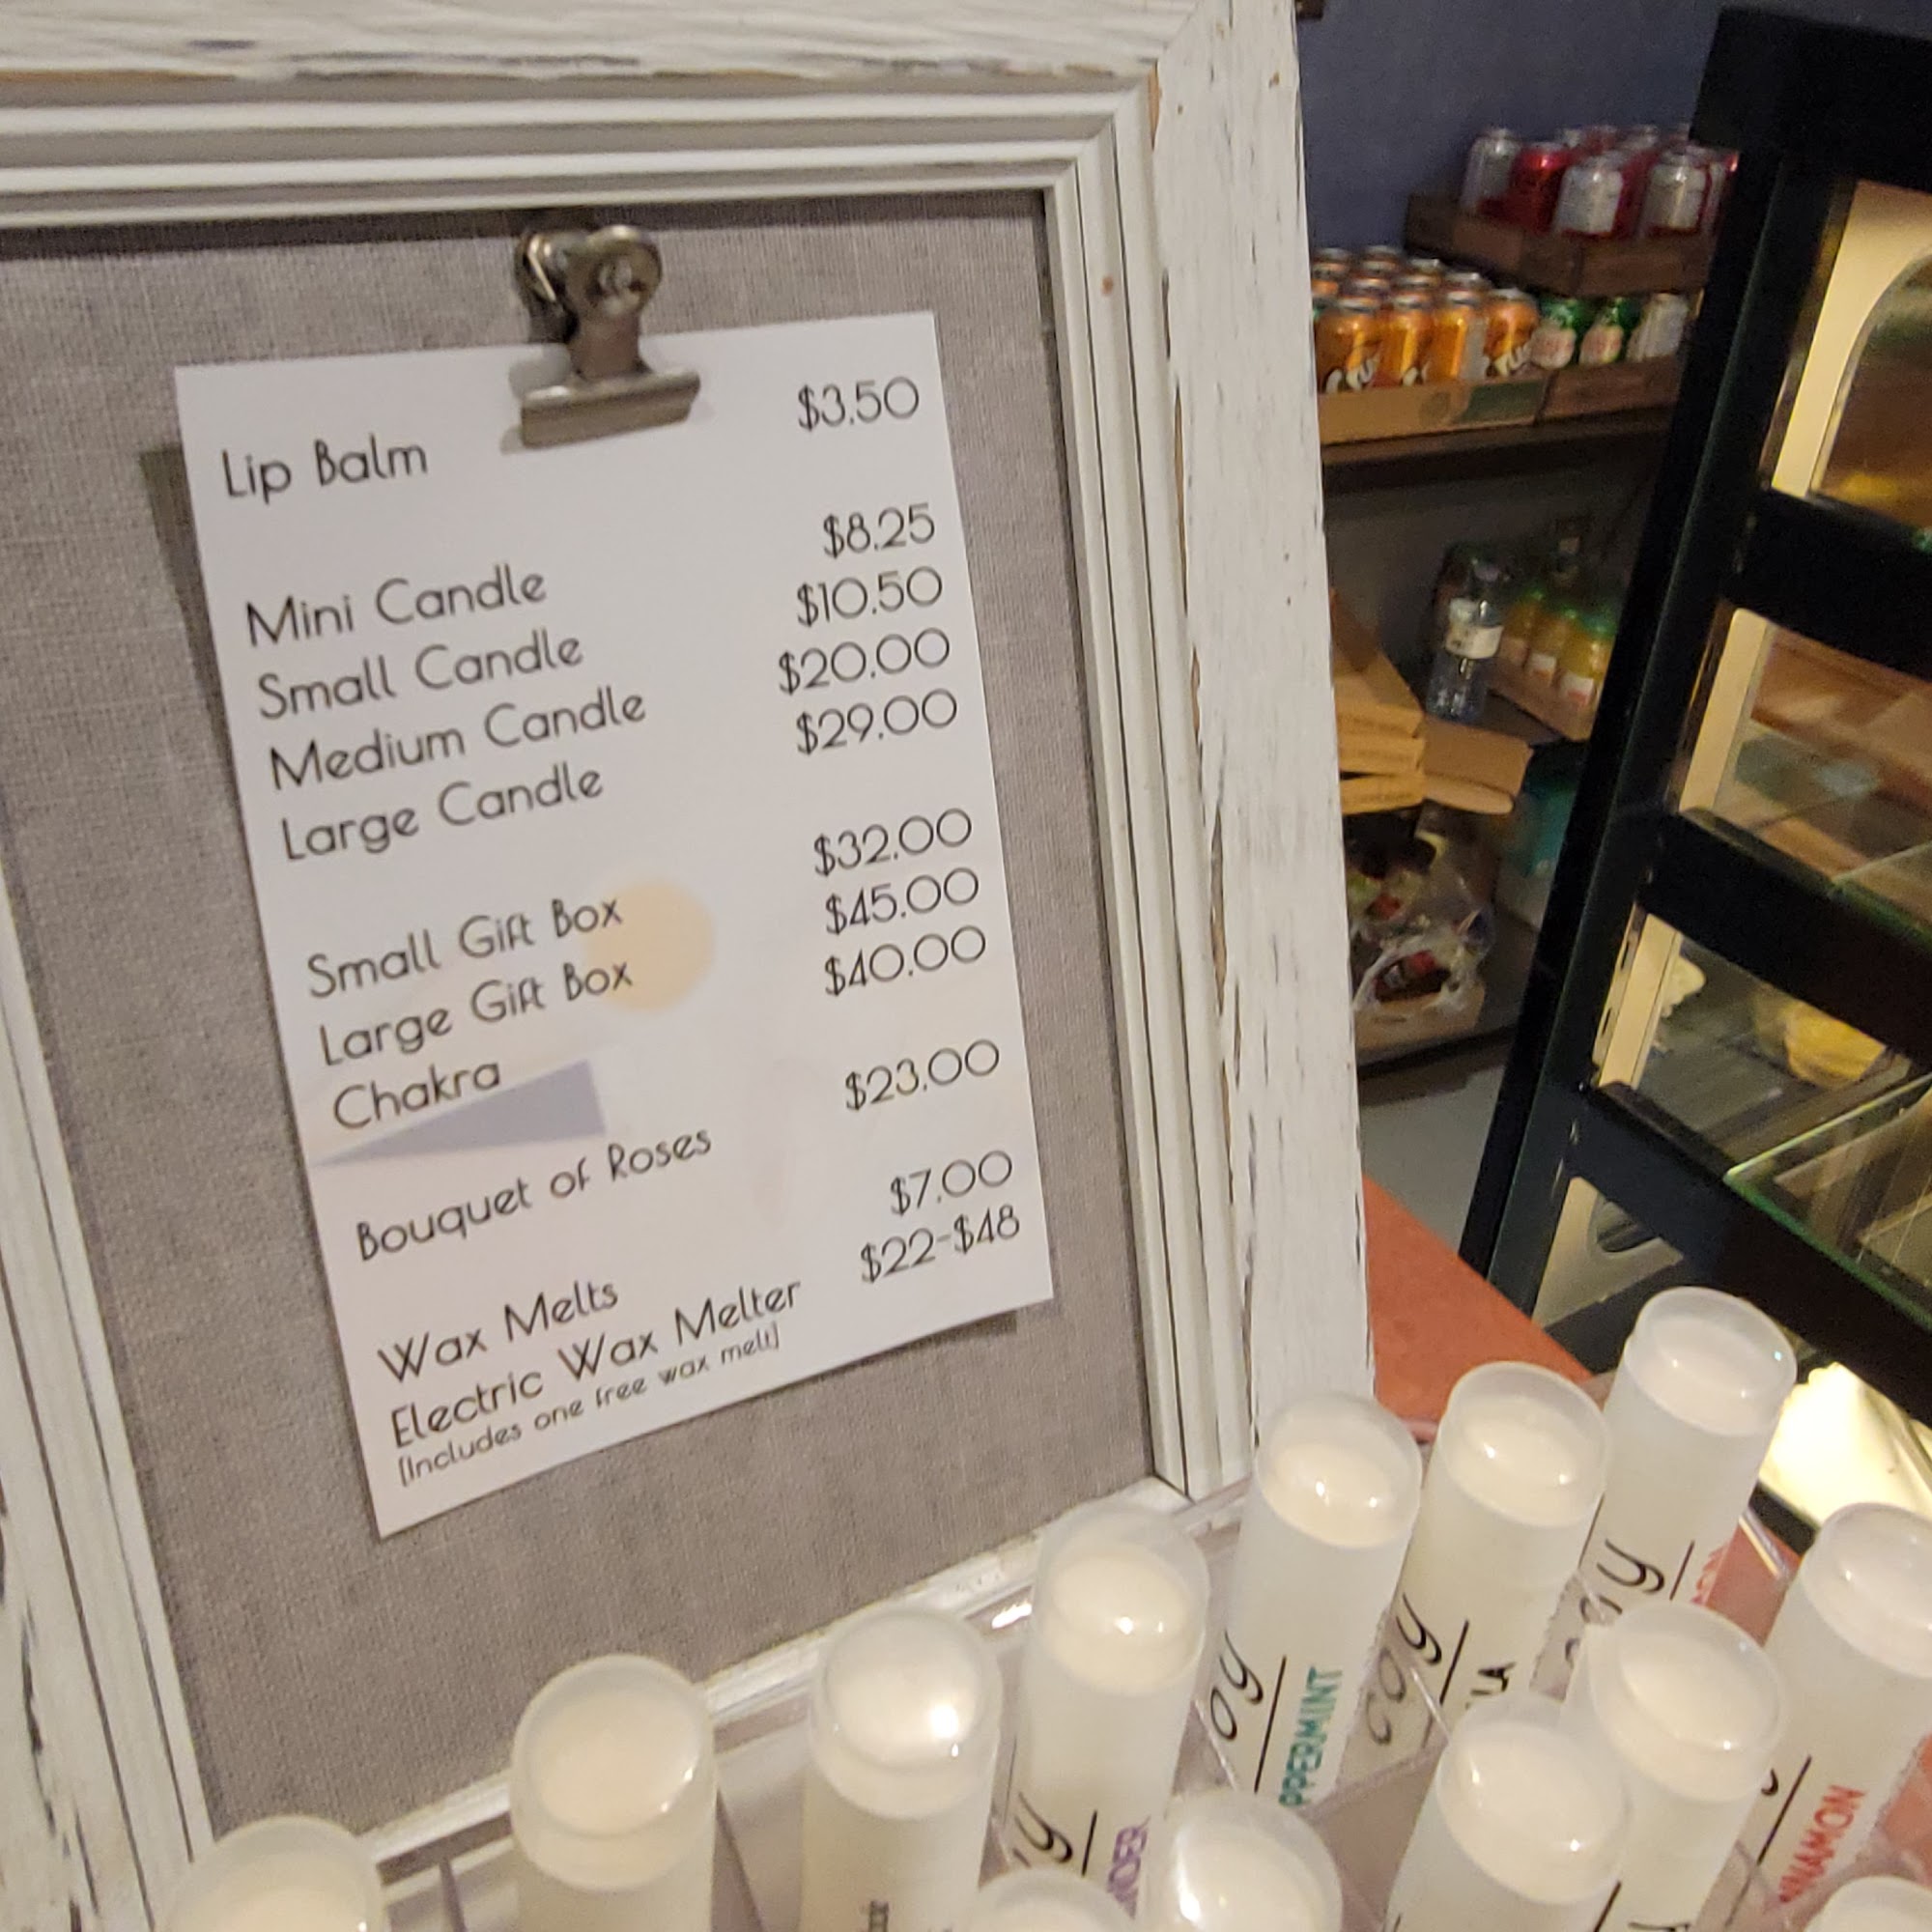 Lip Balm $3.50
Mini Candle $8.25
Small Candle $10.50
Medium Candle $20.00
Large Candle $29.00
Small Gift Box $32.00
Large Gift Box $45.00
Chakra $40.00
Bouquet of Roses $23.00
Wax Melts $7.00
Electric Wax Melter $22-$48
[Includes one free wax melt]